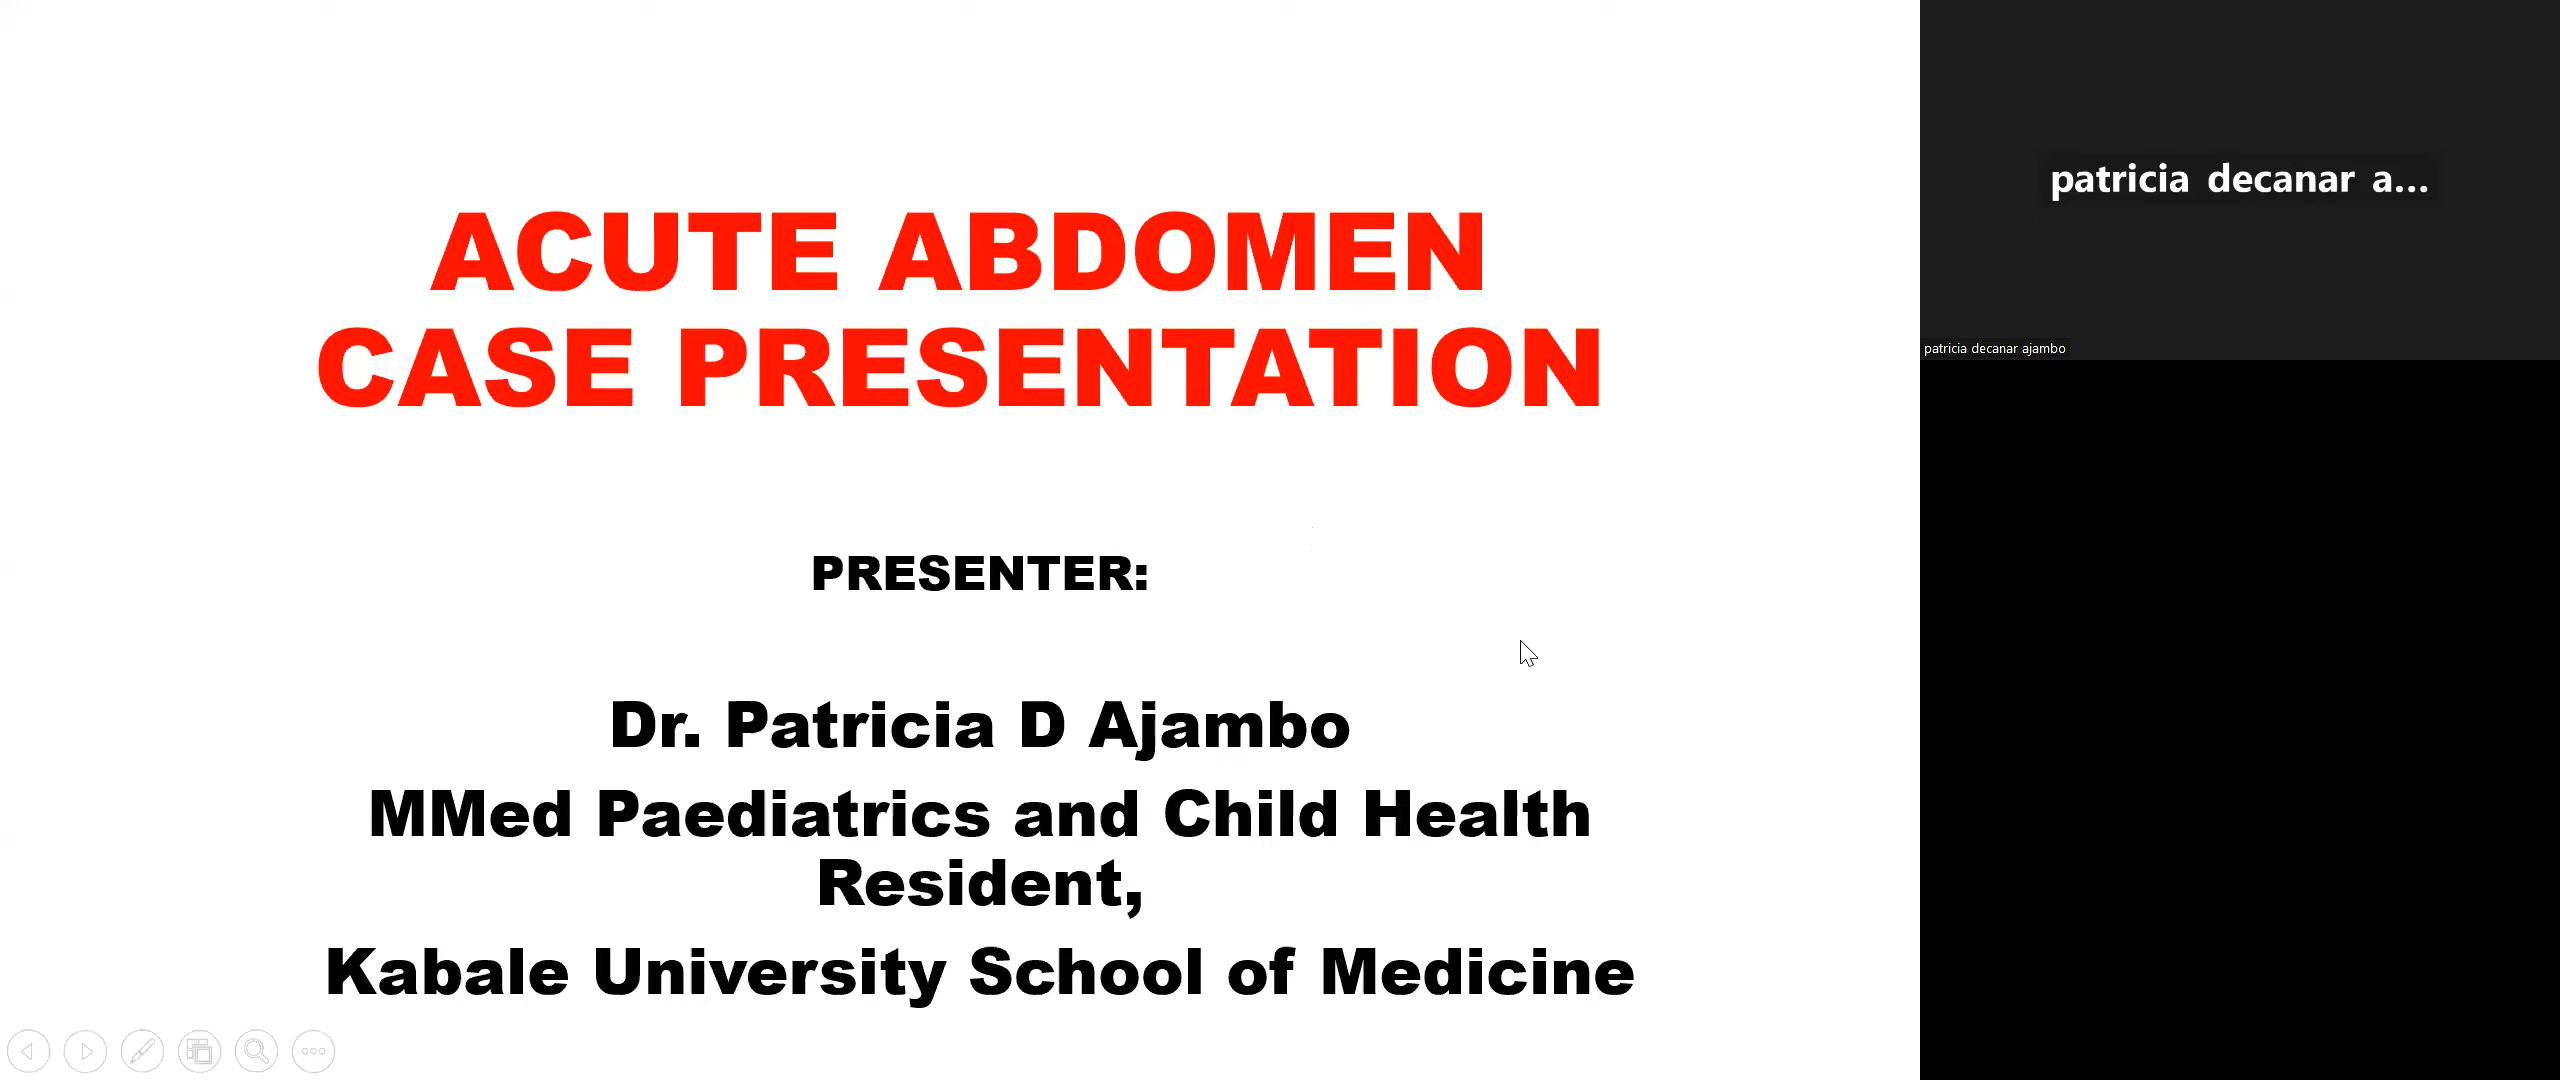 ACUTE ABDOMEN
CASE PRESENTATION
PRESENTER:
Dr. Patricia D Ajambo
MMed Paediatrics and Child Health
Resident,
Kabale University School of Medicine
patricia decanar a...
patricia decanar ajambo